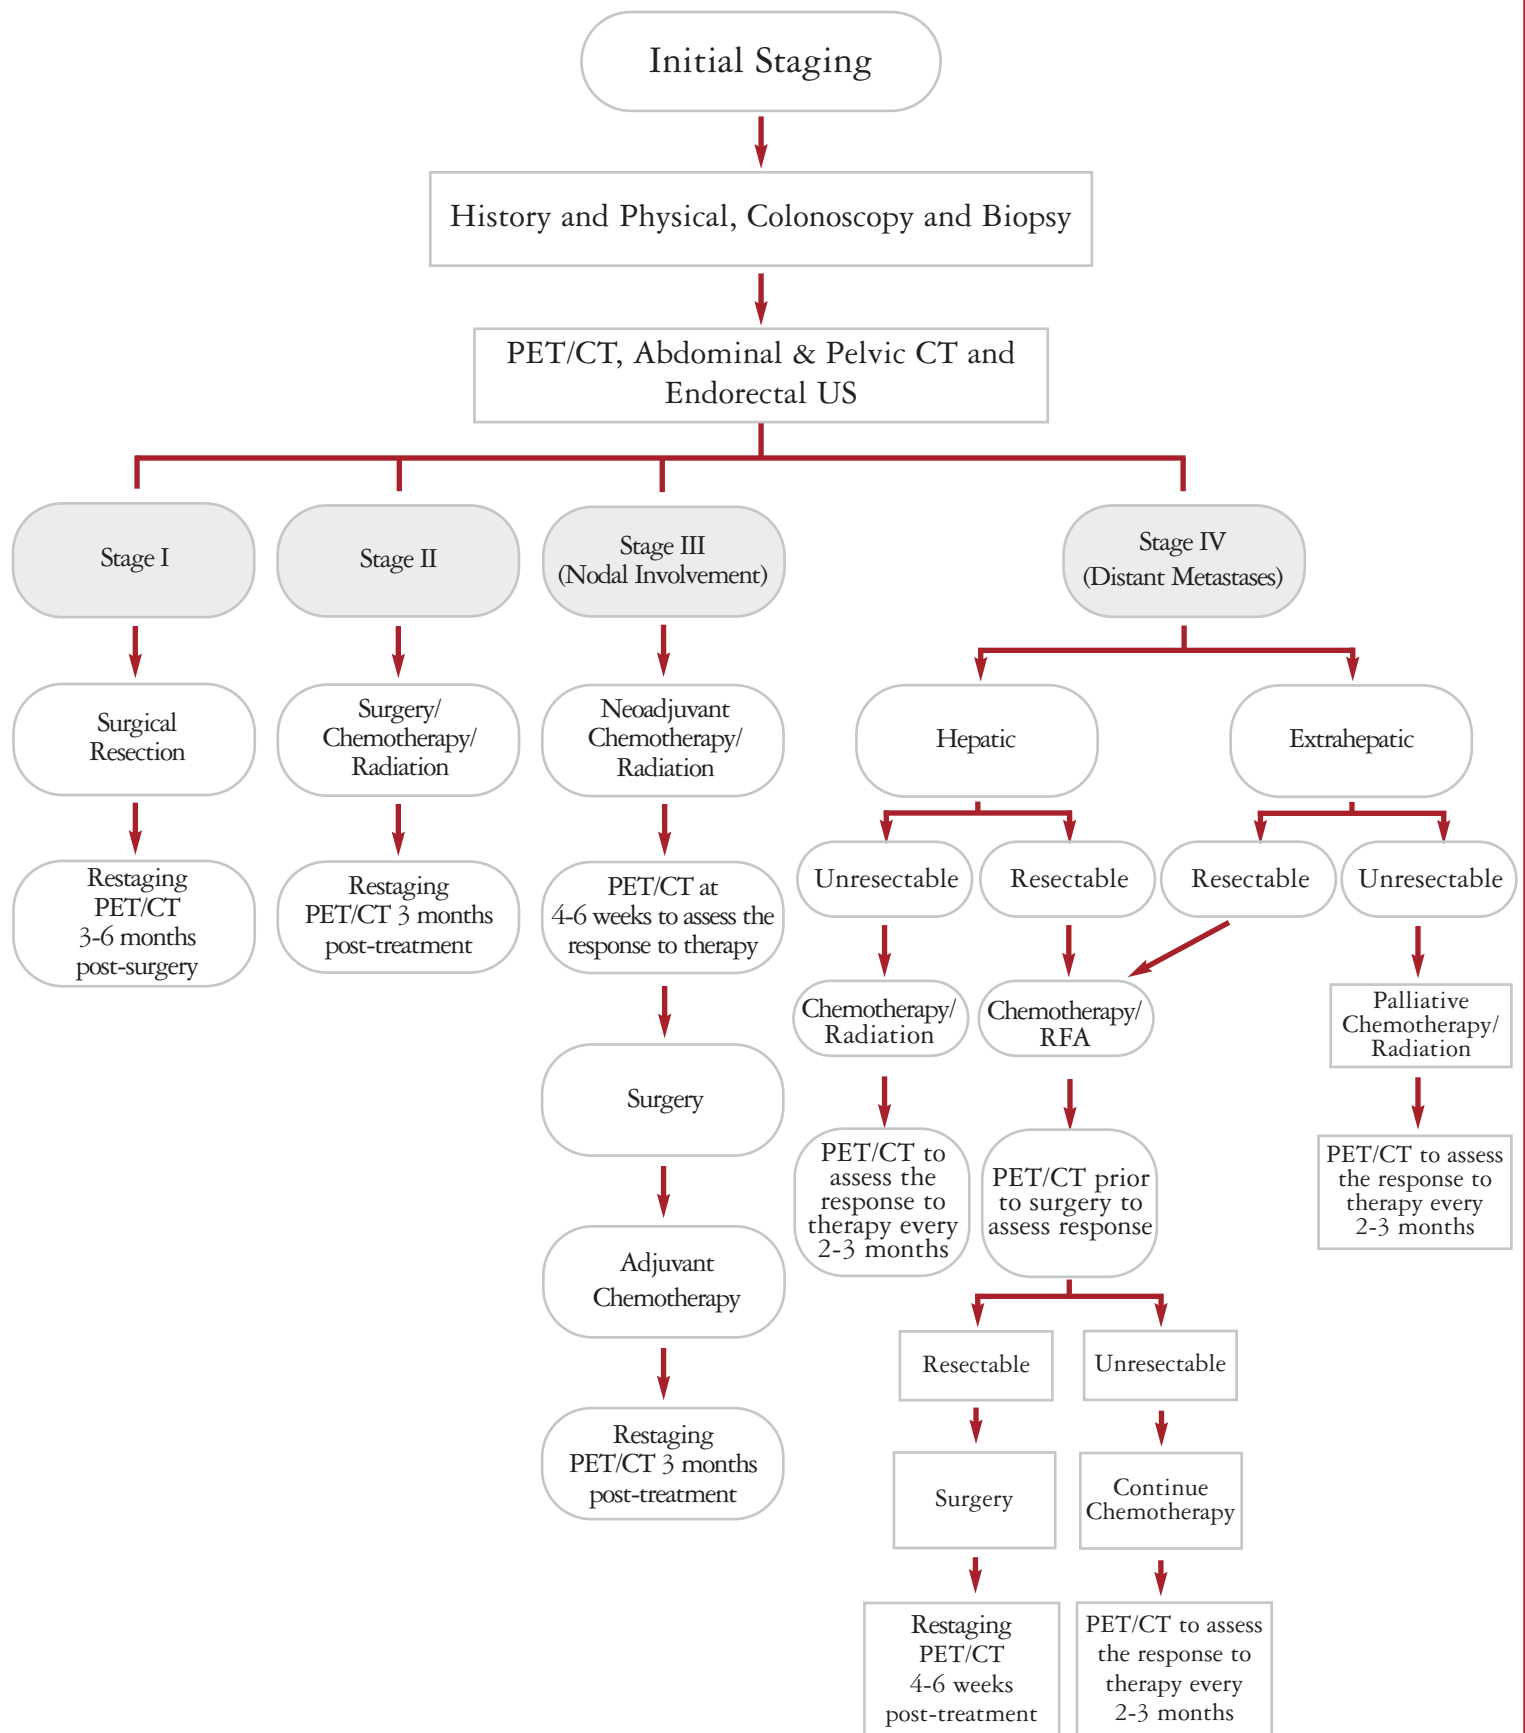 Initial Staging
History and Physical, Colonoscopy and Biopsy
PET/CT, Abdominal & Pelvic CT and
Endorectal US
Stage I
Stage II
Stage III
(Nodal Involvement)
Stage IV
(Distant Metastases)
Surgical
Resection
Surgery/
Chemotherapy/
Radiation
Neoadjuvant
Chemotherapy/
Radiation
Hepatic
Extrahepatic
Restaging
PET/CT
3-6 months
post-surgery
Restaging
PET/CT 3 months
post-treatment
PET/CT at
4-6 weeks to assess the
response to therapy
Unresectable
Resectable
Resectable
Unresectable
Chemotherapy/
Radiation
Chemotherapy/
RFA
Palliative
Chemotherapy/
Radiation
Surgery
PET/CT to
assess the
response to
therapy every
2-3 months
PET/CT prior
to surgery to
assess response
PET/CT to assess
the response to
therapy every
2-3 months
Adjuvant
Chemotherapy
Resectable
Unresectable
Restaging
PET/CT 3 months
post-treatment
Surgery
Continue
Chemotherapy
Restaging
PET/CT
4-6 weeks
post-treatment
PET/CT to assess
the response to
therapy every
2-3 months